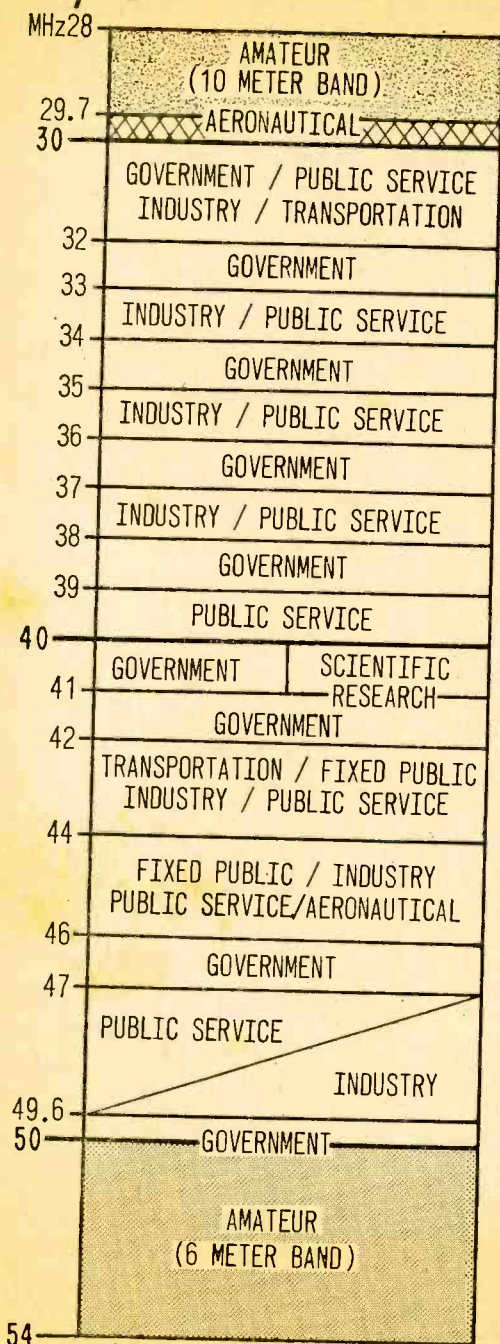 MHz28
AMATEUR
(10 METER BAND)
29.7
AERONAUTICAL
30
GOVERNMENT / PUBLIC SERVICE
INDUSTRY / TRANSPORTATION
32
GOVERNMENT
33
INDUSTRY / PUBLIC SERVICE
34
GOVERNMENT
35
INDUSTRY / PUBLIC SERVICE
36
GOVERNMENT
37
INDUSTRY / PUBLIC SERVICE
38
GOVERNMENT
39
PUBLIC SERVICE
40
GOVERNMENT
SCIENTIFIC
RESEARCH
41
GOVERNMENT
42
TRANSPORTATION / FIXED PUBLIC
INDUSTRY / PUBLIC SERVICE
44
FIXED PUBLIC / INDUSTRY
PUBLIC SERVICE/AERONAUTICAL
46
GOVERNMENT
47
PUBLIC SERVICE
INDUSTRY
49.6
GOVERNMENT
50
AMATEUR
(6 METER BAND)
54